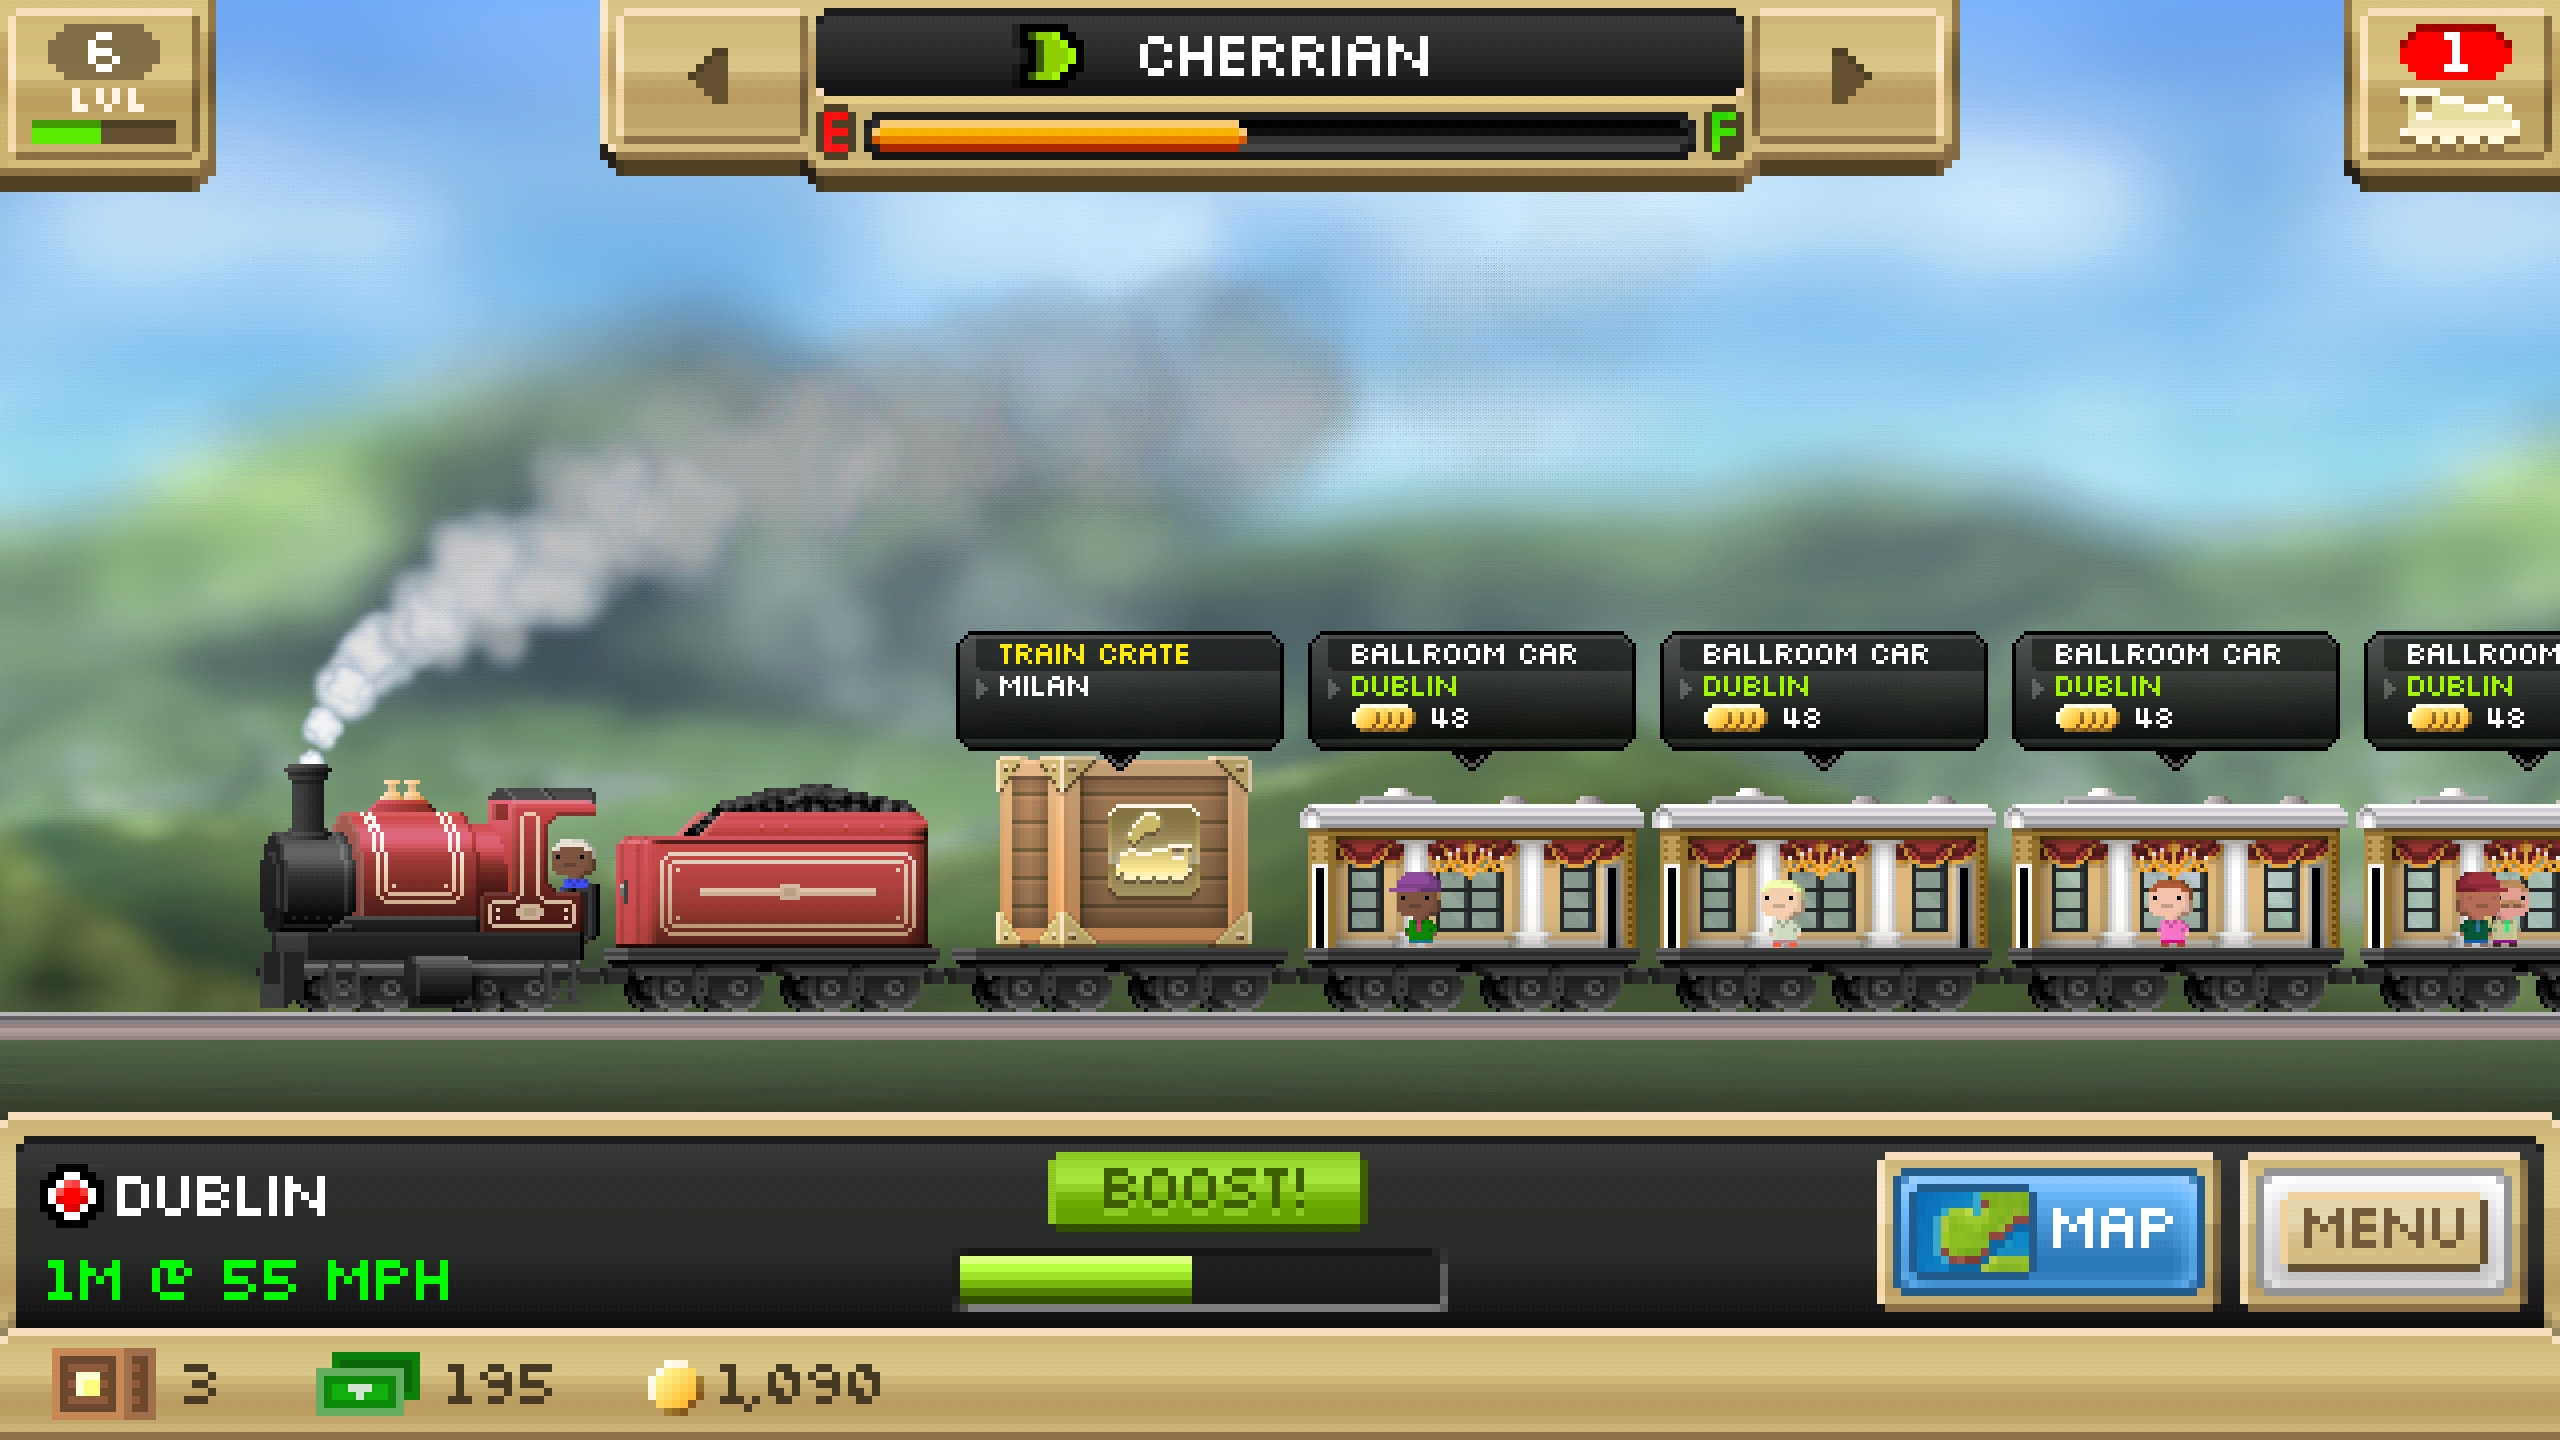 6
LVL
CHERRIAN
E
F
1
TRAIN CRATE
MILAN
BALLROOM CAR
DUBLIN
48
BALLROOM CAR
DUBLIN
48
BALLROOM CAR
DUBLIN
48
BALLROOM
DUBLIN
48
DUBLIN
1M @ 55 MPH
BOOST!
MAP
MENU
3
195
1,090